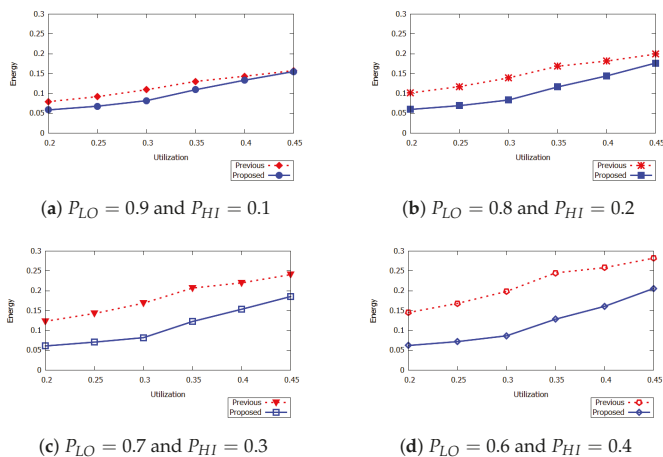 0.3
0.25
0.2
0.15
0.1
0.05
0
Energy
0.2 0.25 0.3 0.35 0.4 0.45
Utilization
Previous
Proposed
(a) P_LO = 0.9 and P_HI = 0.1
0.3
0.25
0.2
0.15
0.1
0.05
0
Energy
0.2 0.25 0.3 0.35 0.4 0.45
Utilization
Previous
Proposed
(b) P_LO = 0.8 and P_HI = 0.2
0.3
0.25
0.2
0.15
0.1
0.05
0
Energy
0.2 0.25 0.3 0.35 0.4 0.45
Utilization
Previous
Proposed
(c) P_LO = 0.7 and P_HI = 0.3
0.3
0.25
0.2
0.15
0.1
0.05
0
Energy
0.2 0.25 0.3 0.35 0.4 0.45
Utilization
Previous
Proposed
(d) P_LO = 0.6 and P_HI = 0.4